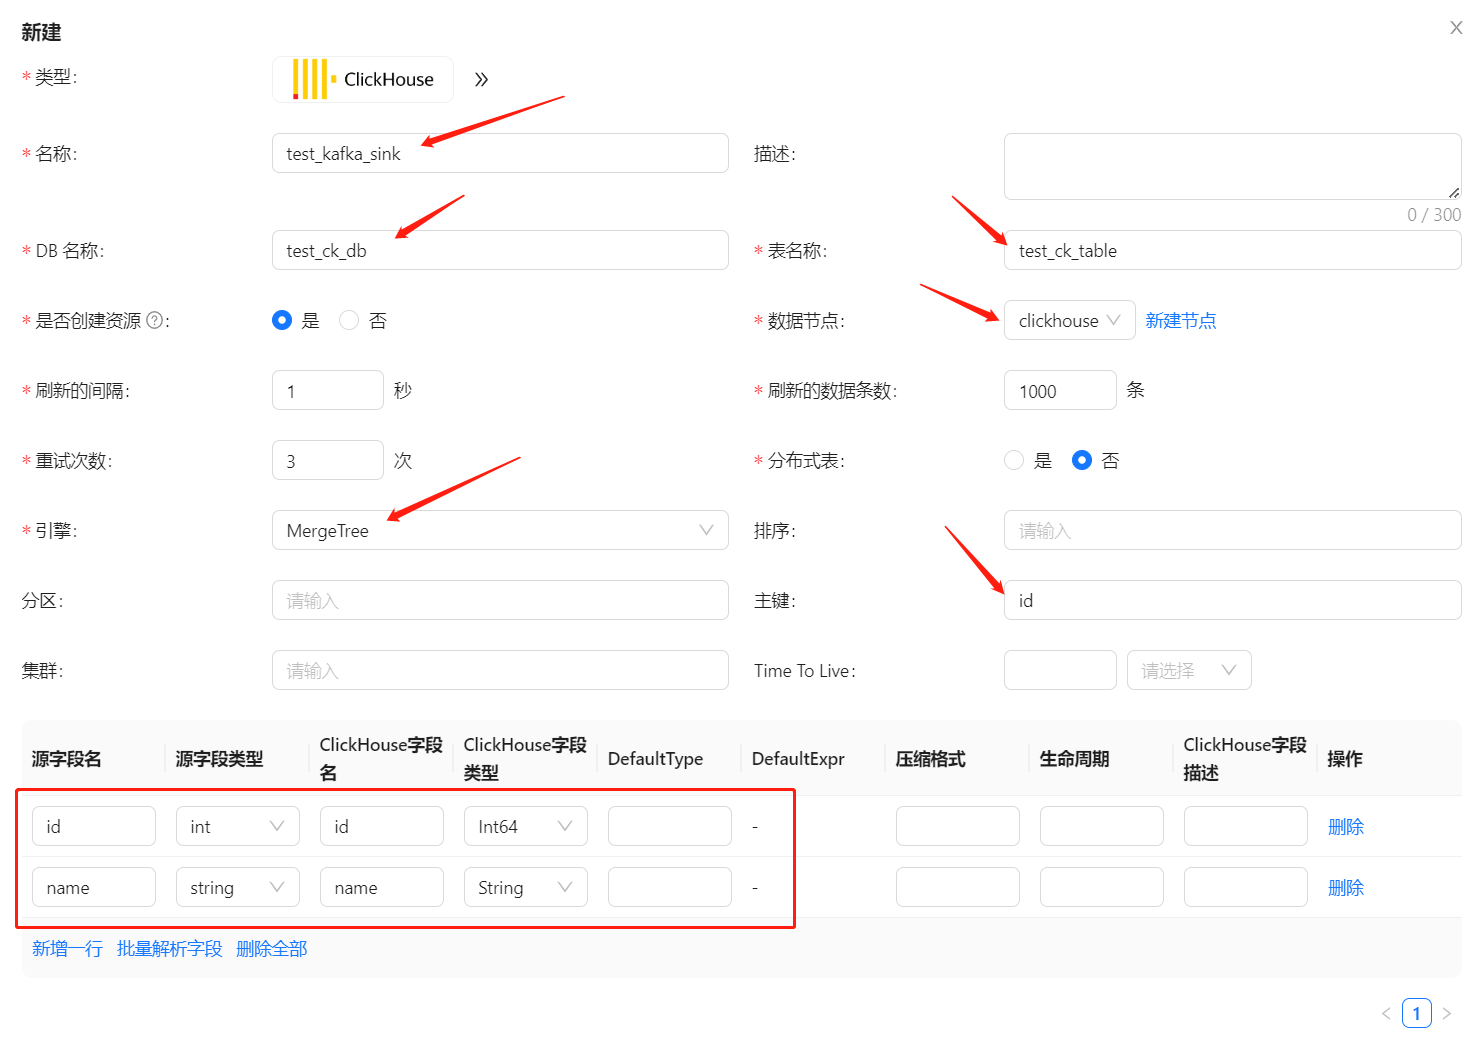 新建
X
* 类型:
ClickHouse »
* 名称:
test_kafka_sink
描述:
0 / 300
* DB 名称:
test_ck_db
* 表名称:
test_ck_table
* 是否创建资源 ? :
是 否
* 数据节点:
clickhouse 新建节点
* 刷新的间隔:
1 秒
* 刷新的数据条数:
1000 条
* 重试次数:
3 次
* 分布式表:
是 否
* 引擎:
MergeTree
排序:
请输入
分区:
请输入
主键:
id
集群:
请输入
Time To Live:
请选择
源字段名 源字段类型 ClickHouse字段名 ClickHouse字段类型 DefaultType DefaultExpr 压缩格式 生命周期 ClickHouse字段描述 操作
id int id Int64 - 删除
name string name String - 删除
新增一行 批量解析字段 删除全部
< 1 >